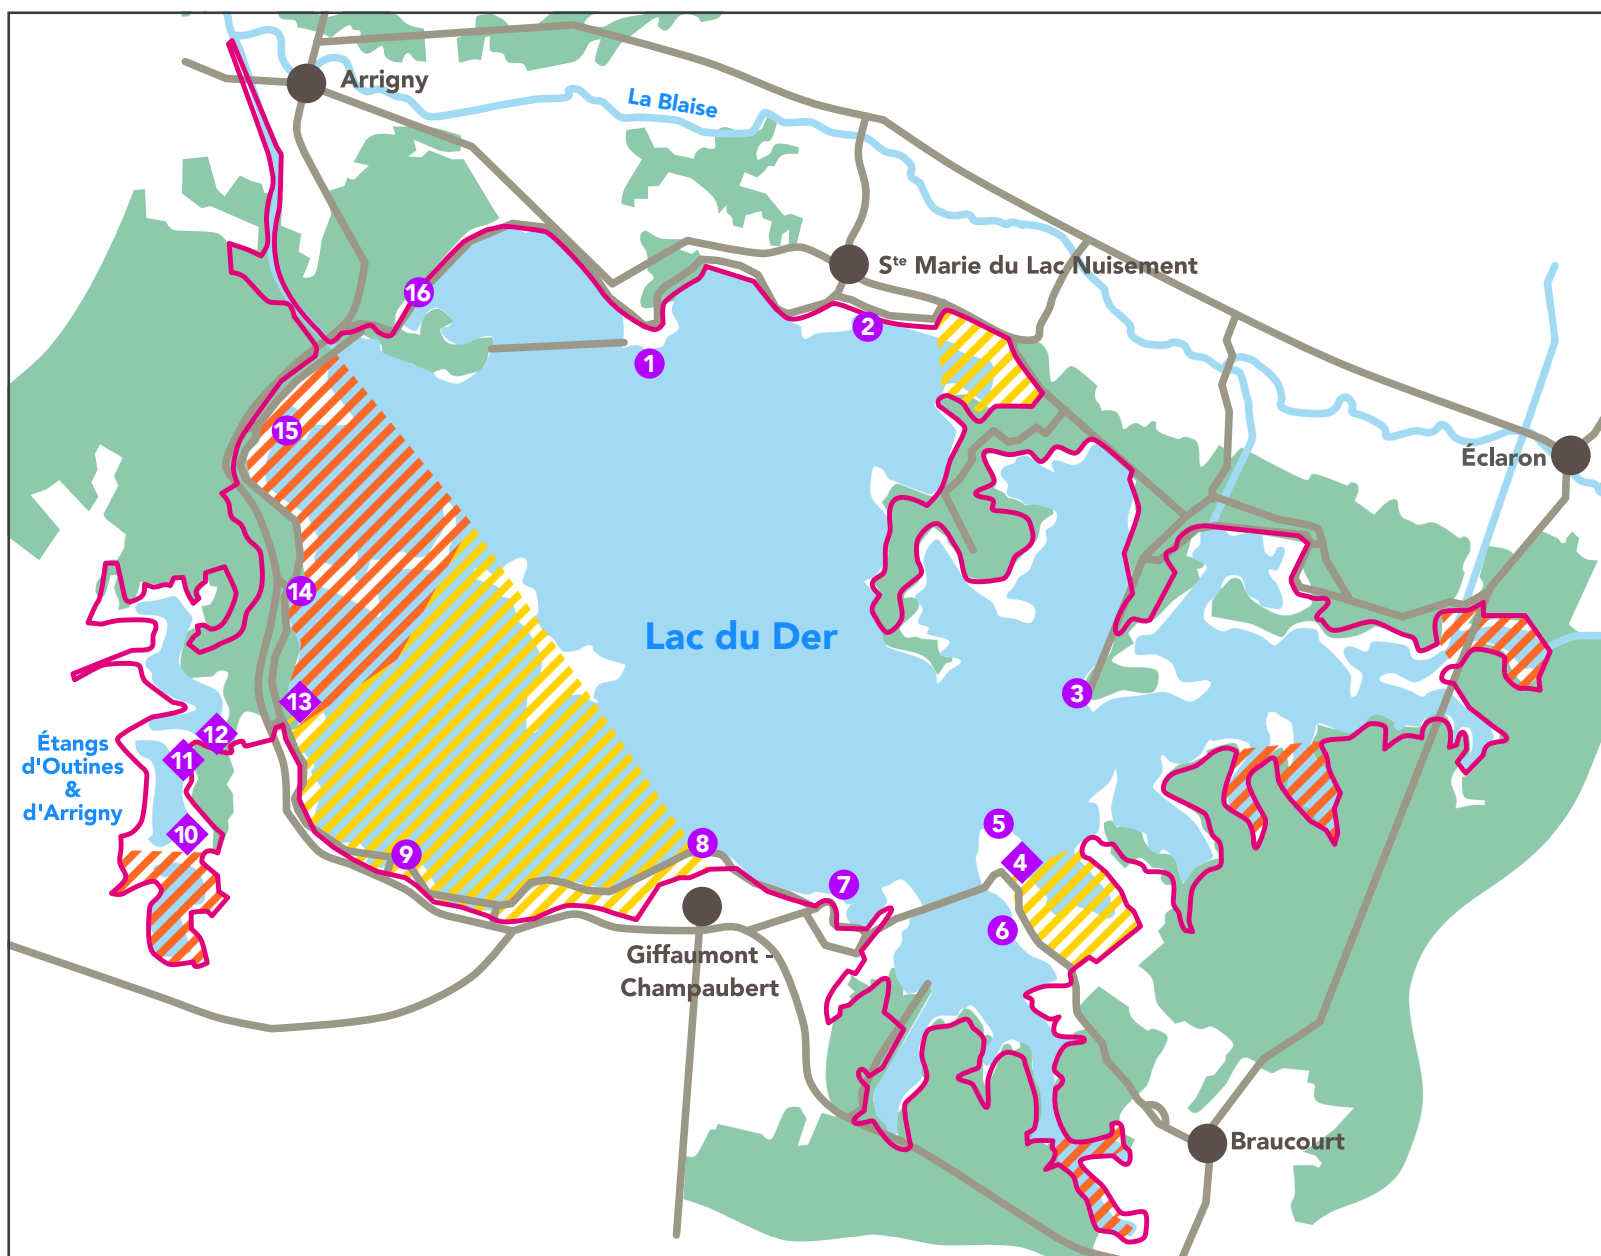 Arrigny
La Blaise
Sᵗᵉ Marie du Lac Nuisement
16
2
1
15
Éclaron
14
Lac du Der
3
13
12
Étangs
d'Outines
&
d'Arrigny
11
10
5
4
8
9
7
6
Giffaumont -
Champaubert
Braucourt